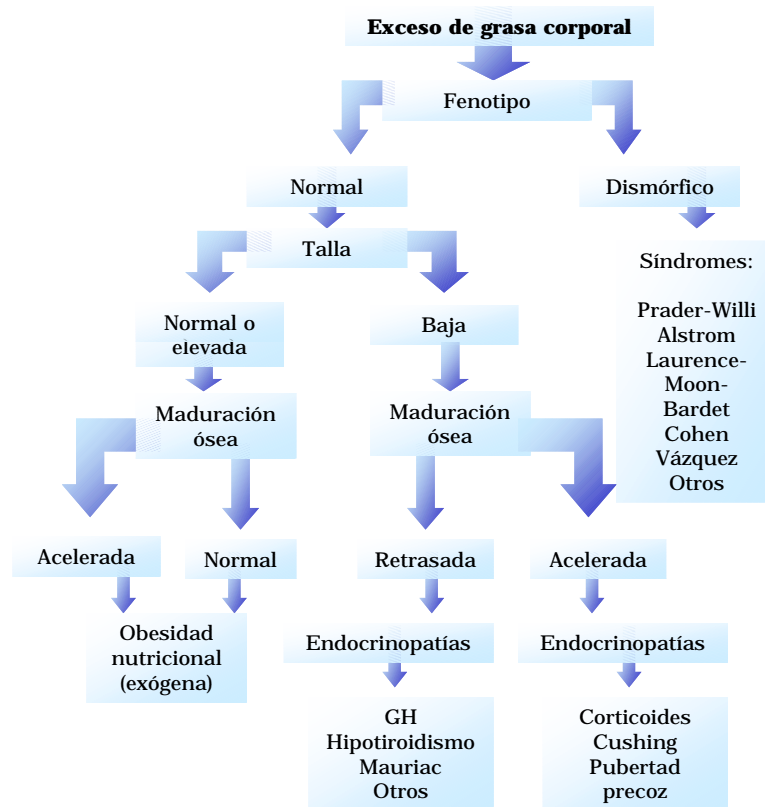 Exceso de grasa corporal
Fenotipo
Normal
Dismórfico
Talla
Síndromes:
Prader-Willi
Alstrom
Laurence-
Moon-
Bardet
Cohen
Vázquez
Otros
Normal o
elevada
Baja
Maduración
ósea
Maduración
ósea
Acelerada
Normal
Retrasada
Acelerada
Obesidad
nutricional
(exógena)
Endocrinopatías
Endocrinopatías
GH
Hipotiroidismo
Mauriac
Otros
Corticoides
Cushing
Pubertad
precoz